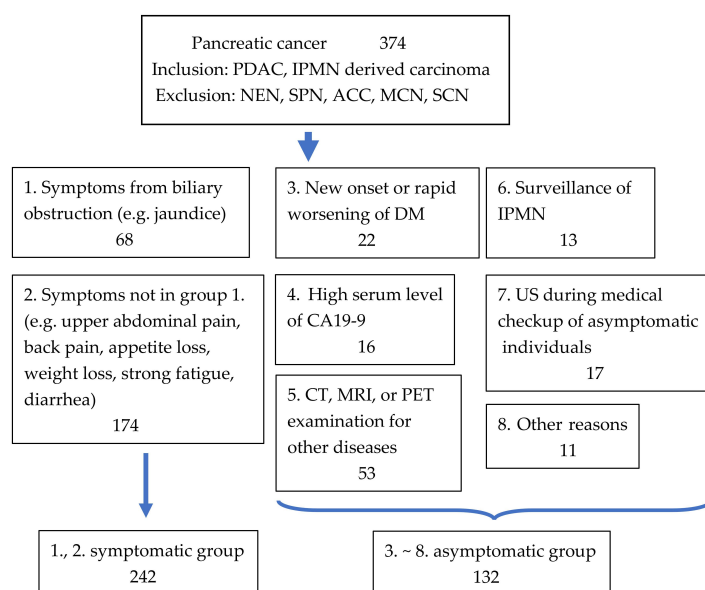 Pancreatic cancer 374
Inclusion: PDAC, IPMN derived carcinoma
Exclusion: NEN, SPN, ACC, MCN, SCN
1. Symptoms from biliary
obstruction (e.g. jaundice)
68
2. Symptoms not in group 1.
(e.g. upper abdominal pain,
back pain, appetite loss,
weight loss, strong fatigue,
diarrhea)
174
3. New onset or rapid
worsening of DM
22
4. High serum level
of CA19-9
16
5. CT, MRI, or PET
examination for
other diseases
53
6. Surveillance of
IPMN
13
7. US during medical
checkup of asymptomatic
individuals
17
8. Other reasons
11
1., 2. symptomatic group
242
3. ~ 8. asymptomatic group
132